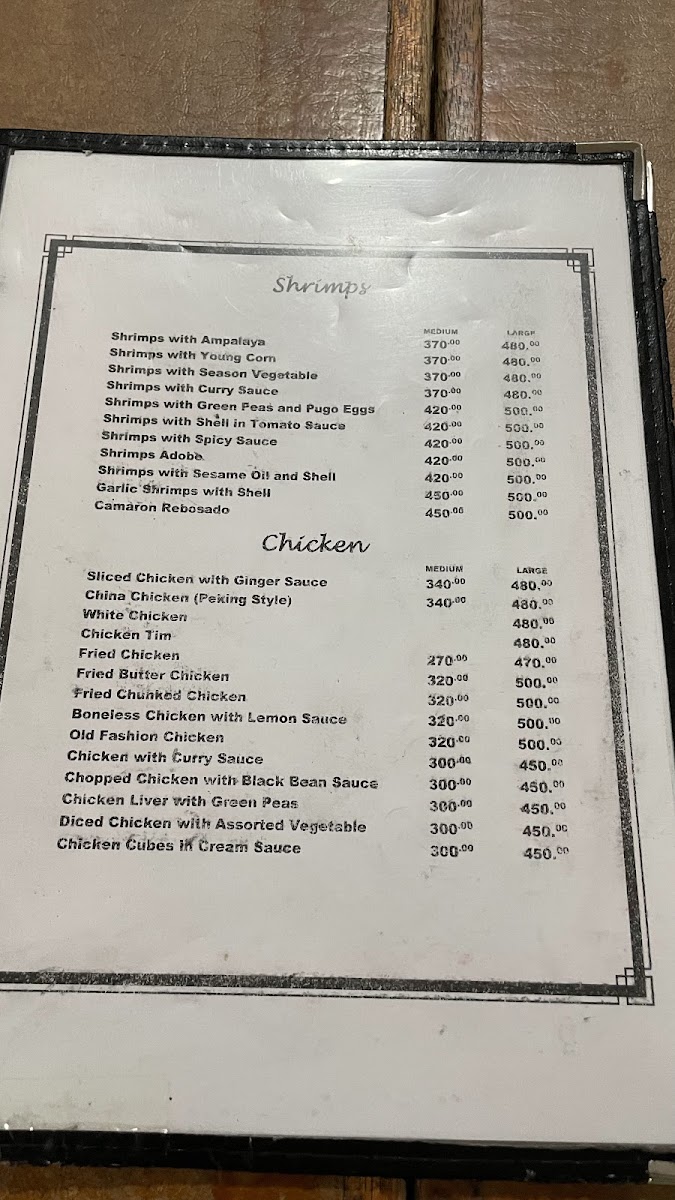 Shrimps
MEDIUM LARGE
Shrimps with Ampalaya 370.00 480.00
Shrimps with Young Corn 370.00 480.00
Shrimps with Season Vegetable 370.00 480.00
Shrimps with Curry Sauce 370.00 480.00
Shrimps with Green Peas and Pugo Eggs 420.00 500.00
Shrimps with Shell in Tomato Sauce 420.00 500.00
Shrimps with Spicy Sauce 420.00 500.00
Shrimps Adobo 420.00 500.00
Shrimps with Sesame Oil and Shell 420.00 500.00
Garlic Shrimps with Shell 450.00 500.00
Camaron Rebosado 450.00 500.00
Chicken
MEDIUM LARGE
Sliced Chicken with Ginger Sauce 340.00 480.00
China Chicken (Peking Style) 340.00 480.00
White Chicken 480.00
Chicken Tim 480.00
Fried Chicken 270.00 470.00
Fried Butter Chicken 320.00 500.00
Fried Chunked Chicken 320.00 500.00
Boneless Chicken with Lemon Sauce 320.00 500.00
Old Fashion Chicken 320.00 500.00
Chicken with Curry Sauce 300.00 450.00
Chopped Chicken with Black Bean Sauce 300.00 450.00
Chicken Liver with Green Peas 300.00 450.00
Diced Chicken with Assorted Vegetable 300.00 450.00
Chicken Cubes in Cream Sauce 300.00 450.00